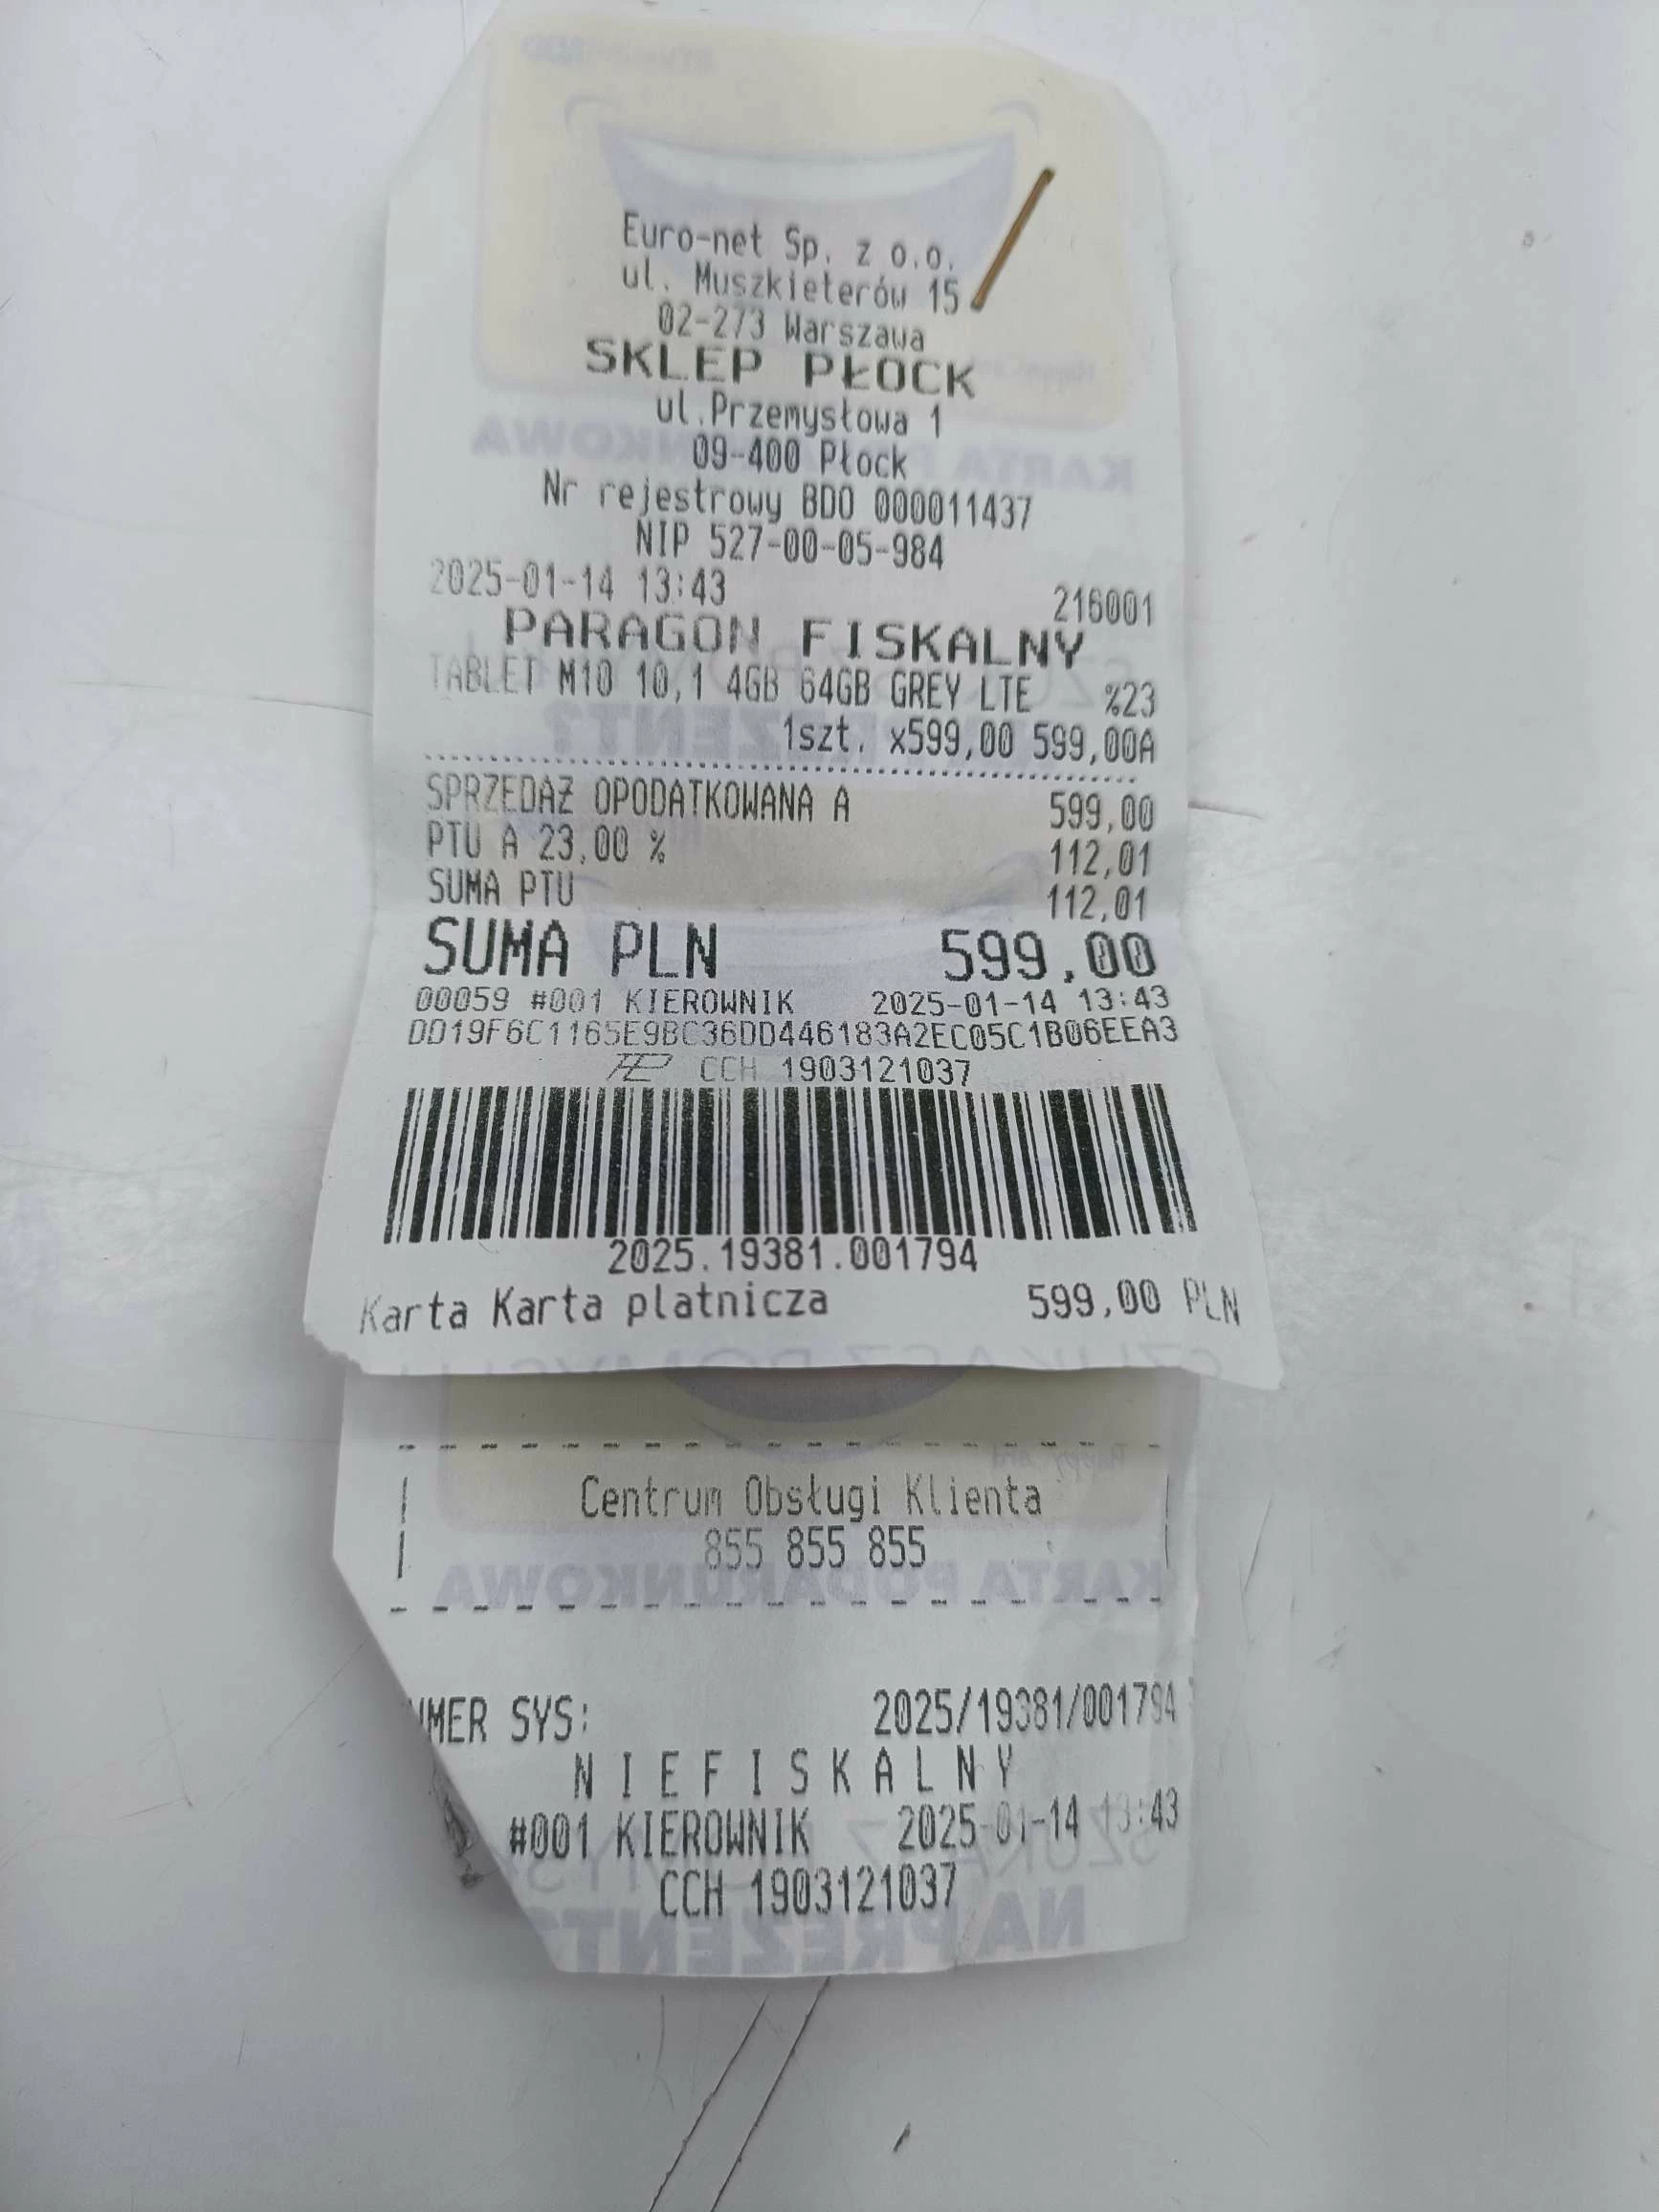 Euro-net Sp. z o.o.
ul. Muszkieterów 15
02-273 Warszawa
SKLEP PŁOCK
ul.Przemysłowa 1
09-400 Płock
Nr rejestrowy BDO 000011437
NIP 527-00-05-984
2025-01-14 13:43 216001
PARAGON FISKALNY
TABLET M10 10,1 4GB 64GB GREY LTE %23
1szt. x599,00 599,00A
SPRZEDAŻ OPODATKOWANA A 599,00
PTU A 23,00 % 112,01
SUMA PTU 112,01
SUMA PLN 599,00
00059 #001 KIEROWNIK 2025-01-14 13:43
DD19F6C1165E9BC36DD446183A2EC05C1B06EEA3
CCH 1903121037
2025.19381.001794
Karta Karta płatnicza 599,00 PLN
Centrum Obsługi Klienta
855 855 855
UMER SYS: 2025/19381/001794
NIEFISKALNY
#001 KIEROWNIK 2025-01-14 13:43
CCH 1903121037